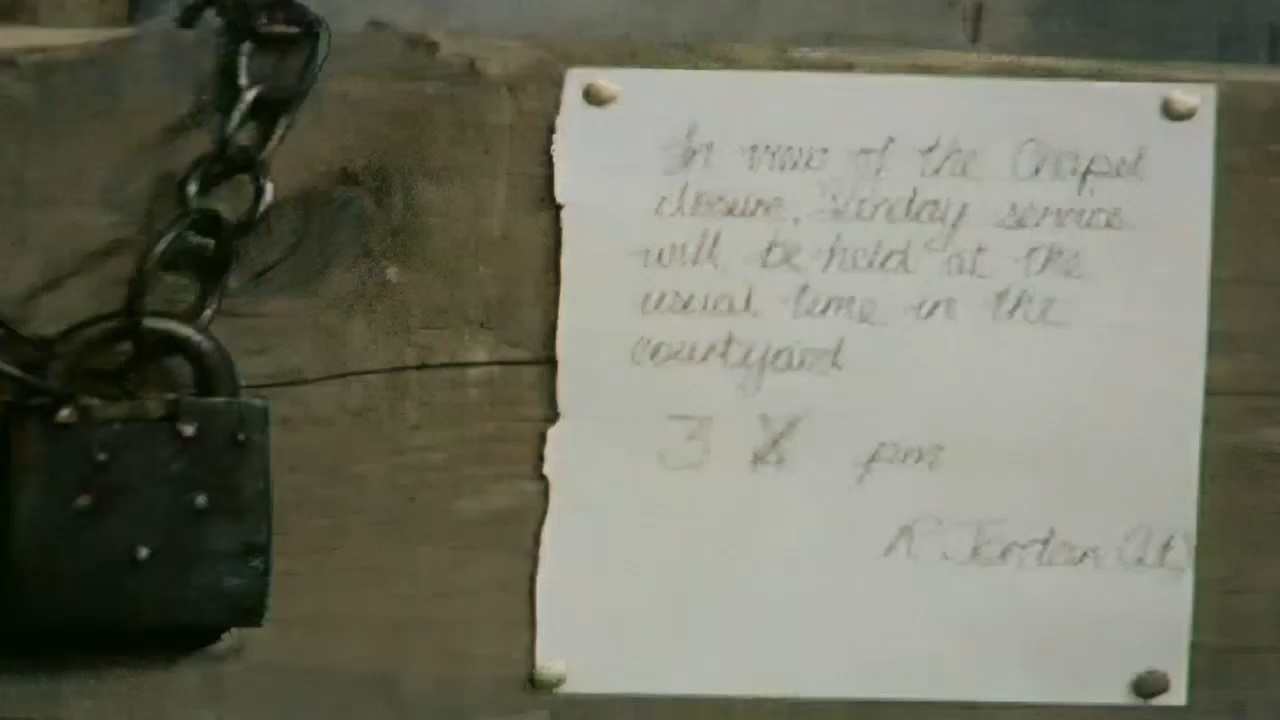 In view of the Chapel
closure, Sunday service
will be held at the
usual time in the
courtyard
3 pm